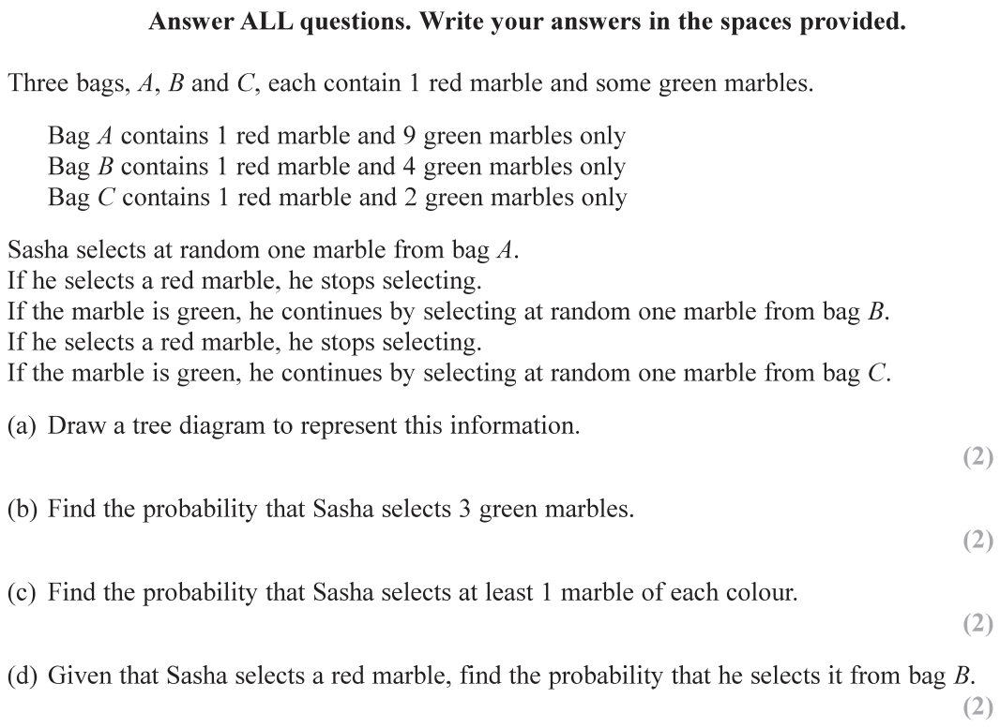 Answer ALL questions. Write your answers in the spaces provided.
Three bags, A, B and C, each contain 1 red marble and some green marbles.
Bag A contains 1 red marble and 9 green marbles only
Bag B contains 1 red marble and 4 green marbles only
Bag C contains 1 red marble and 2 green marbles only
Sasha selects at random one marble from bag A.
If he selects a red marble, he stops selecting.
If the marble is green, he continues by selecting at random one marble from bag B.
If he selects a red marble, he stops selecting.
If the marble is green, he continues by selecting at random one marble from bag C.
(a) Draw a tree diagram to represent this information.
(2)
(b) Find the probability that Sasha selects 3 green marbles.
(2)
(c) Find the probability that Sasha selects at least 1 marble of each colour.
(2)
(d) Given that Sasha selects a red marble, find the probability that he selects it from bag B.
(2)